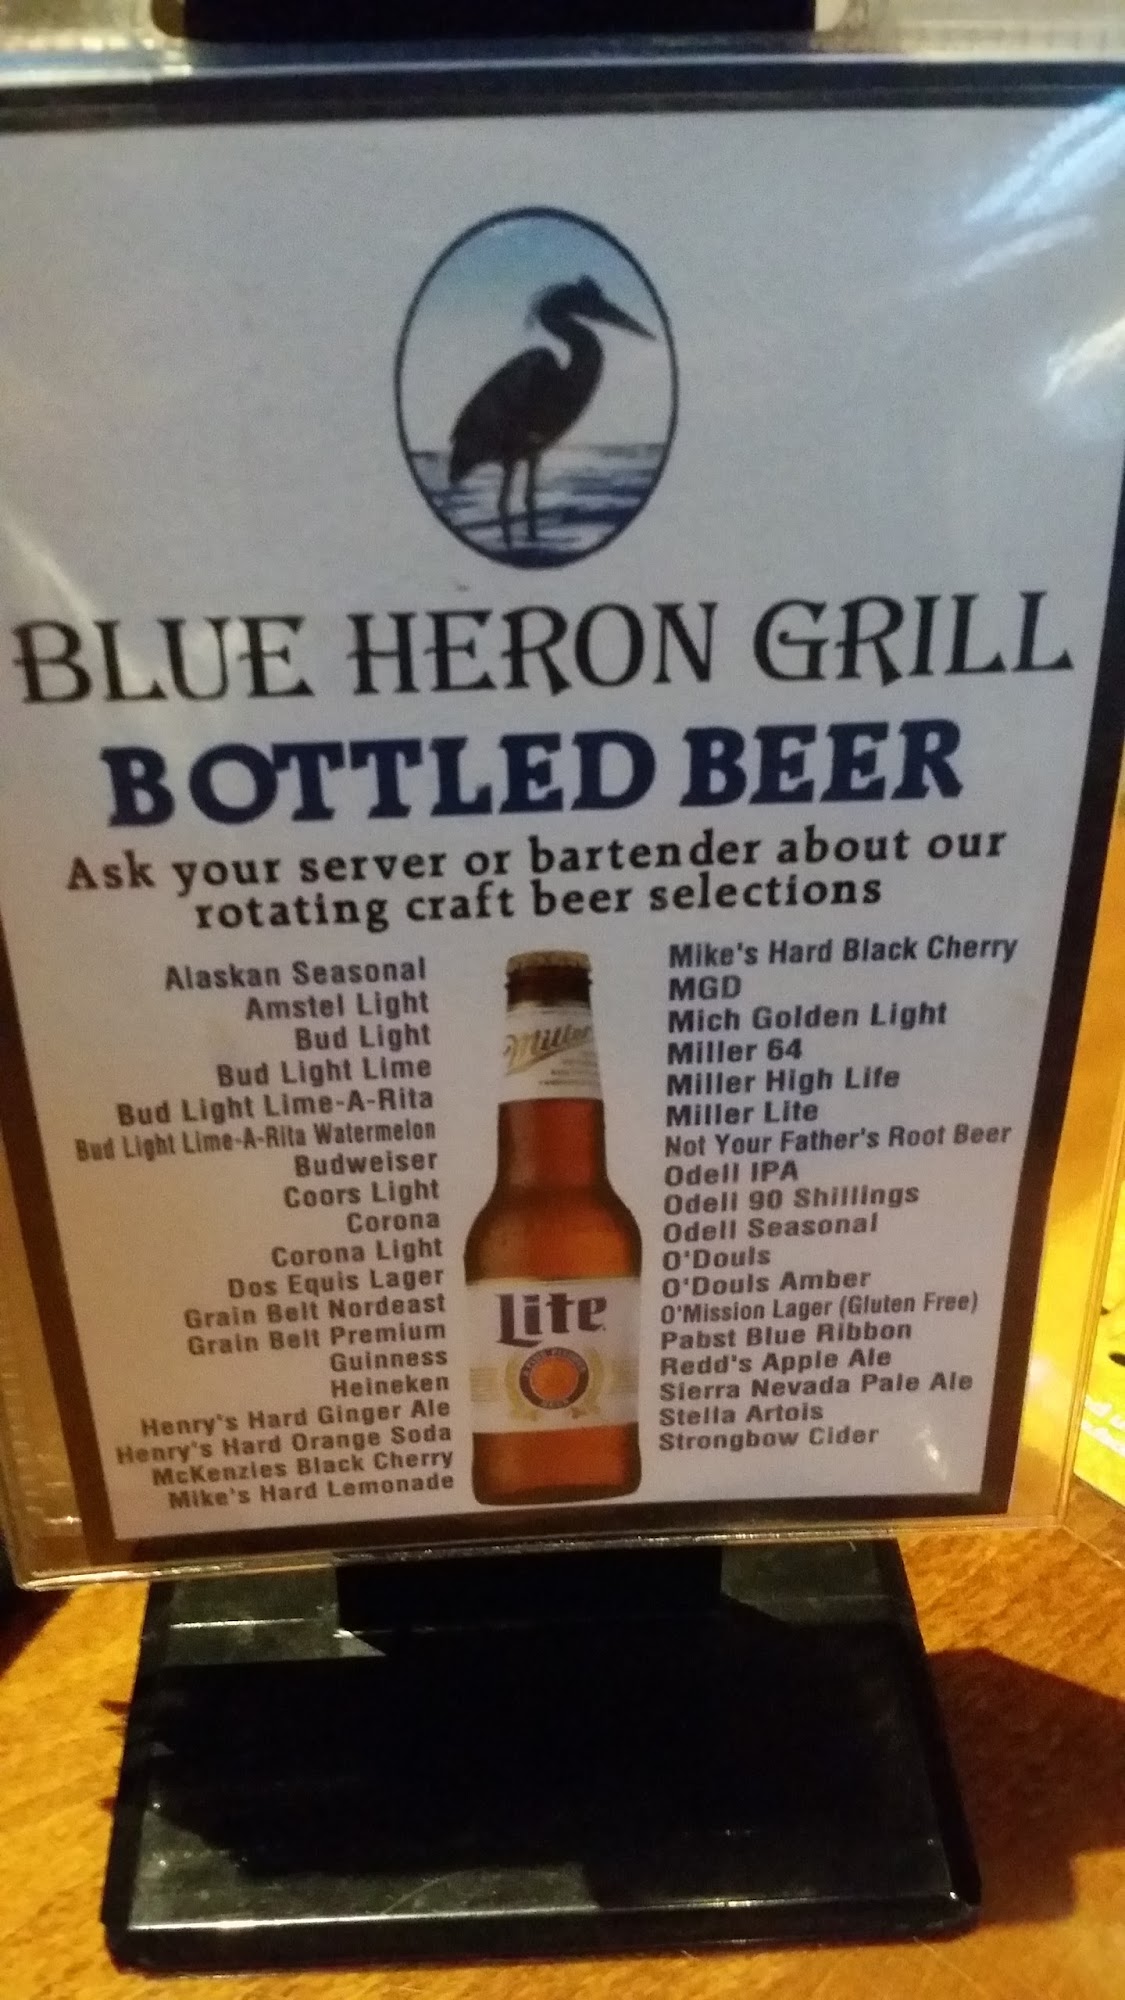 BLUE HERON GRILL
BOTTLED BEER
Ask your server or bartender about our
rotating craft beer selections
Alaskan Seasonal
Amstel Light
Bud Light
Bud Light Lime
Bud Light Lime-A-Rita
Bud Light Lime-A-Rita Watermelon
Budweiser
Coors Light
Corona
Corona Light
Dos Equis Lager
Grain Belt Nordeast
Grain Belt Premium
Guinness
Heineken
Henry's Hard Ginger Ale
Henry's Hard Orange Soda
McKenzies Black Cherry
Mike's Hard Lemonade
Miller
Lite
Mike's Hard Black Cherry
MGD
Mich Golden Light
Miller 64
Miller High Life
Miller Lite
Not Your Father's Root Beer
Odell IPA
Odell 90 Shillings
Odell Seasonal
O'Douls
O'Douls Amber
O'Mission Lager (Gluten Free)
Pabst Blue Ribbon
Redd's Apple Ale
Sierra Nevada Pale Ale
Stella Artois
Strongbow Cider